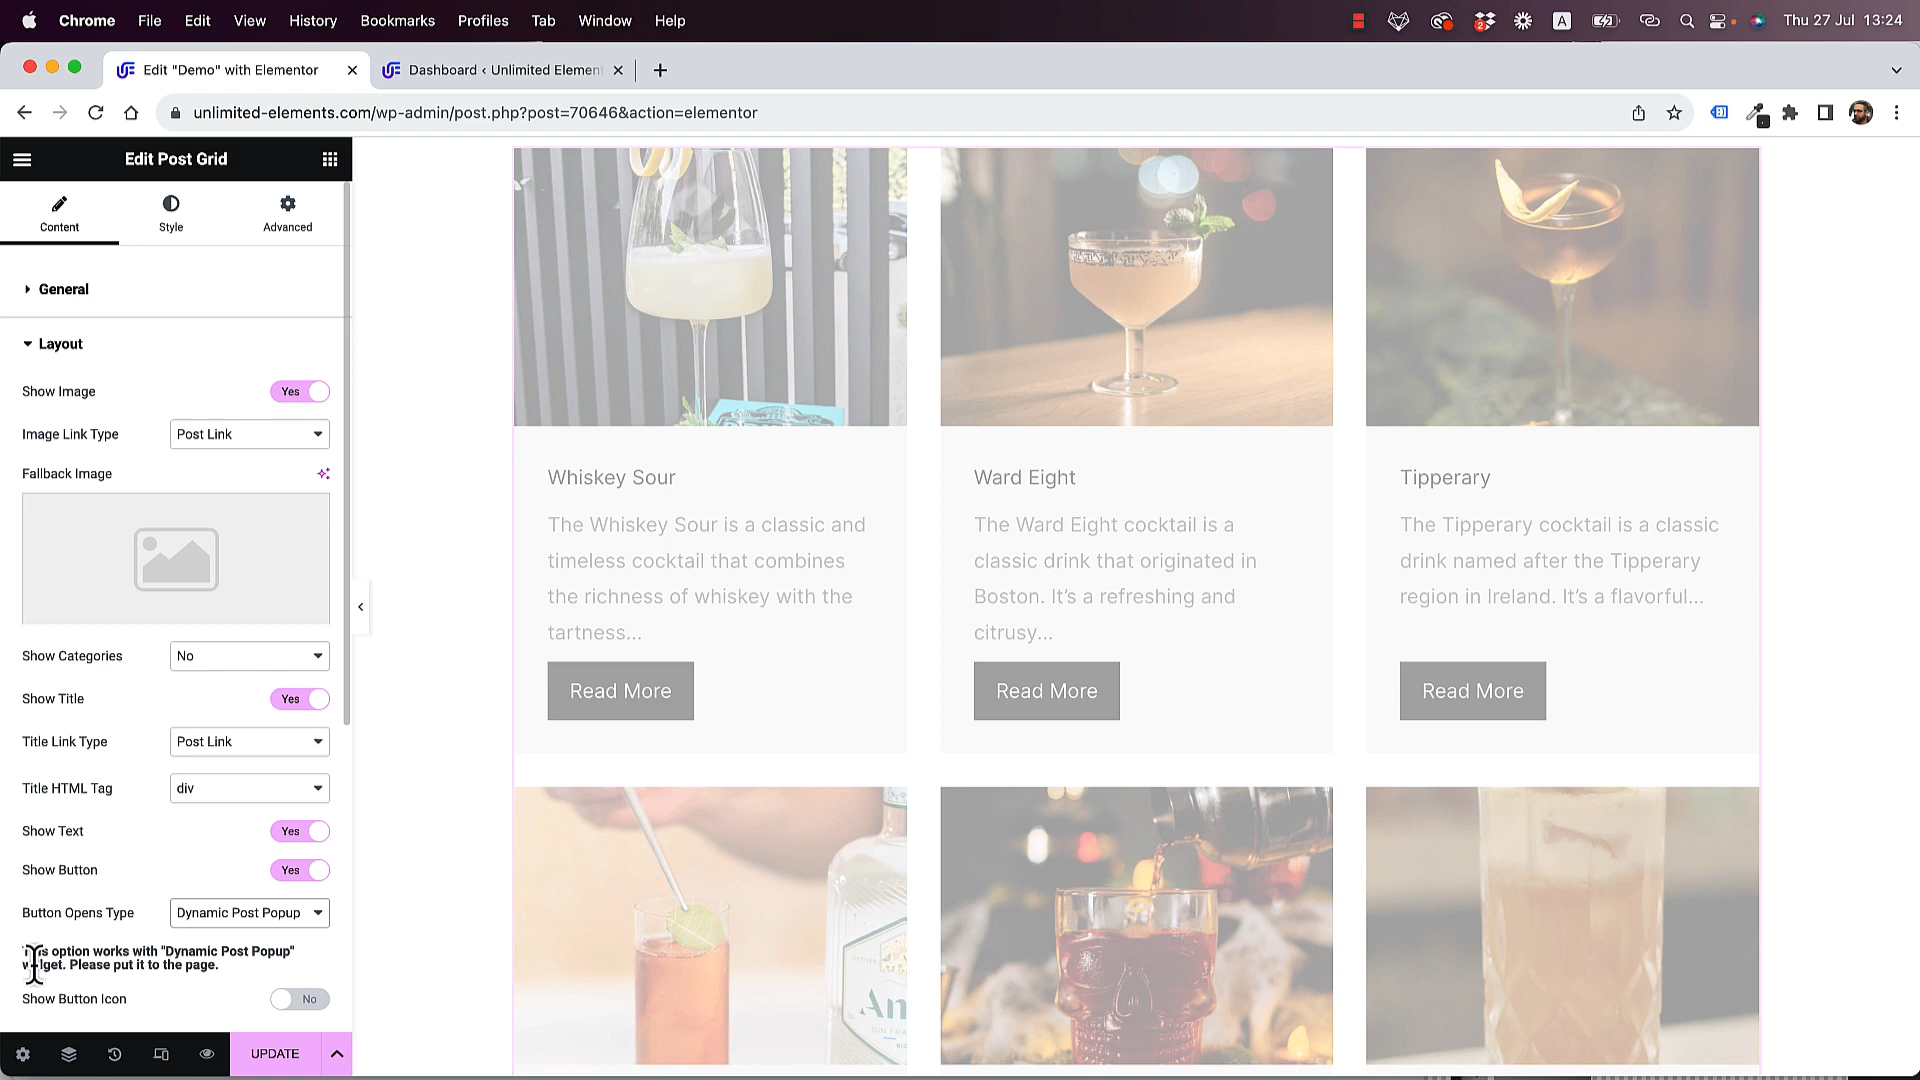 Chrome File Edit View History Bookmarks Profiles Tab Window Help
2
A
Thu 27 Jul 13:24
Edit "Demo" with Elementor
Dashboard ‹ Unlimited Elemen
unlimited-elements.com/wp-admin/post.php?post=70646&action=elementor
Edit Post Grid
Content Style Advanced
General
Layout
Show Image Yes
Image Link Type Post Link
Fallback Image
Show Categories No
Show Title Yes
Title Link Type Post Link
Title HTML Tag div
Show Text Yes
Show Button Yes
Button Opens Type Dynamic Post Popup
This option works with "Dynamic Post Popup"
widget. Please put it to the page.
Show Button Icon No
UPDATE
Whiskey Sour
The Whiskey Sour is a classic and
timeless cocktail that combines
the richness of whiskey with the
tartness...
Read More
Ward Eight
The Ward Eight cocktail is a
classic drink that originated in
Boston. It's a refreshing and
citrusy...
Read More
Tipperary
The Tipperary cocktail is a classic
drink named after the Tipperary
region in Ireland. It's a flavorful...
Read More